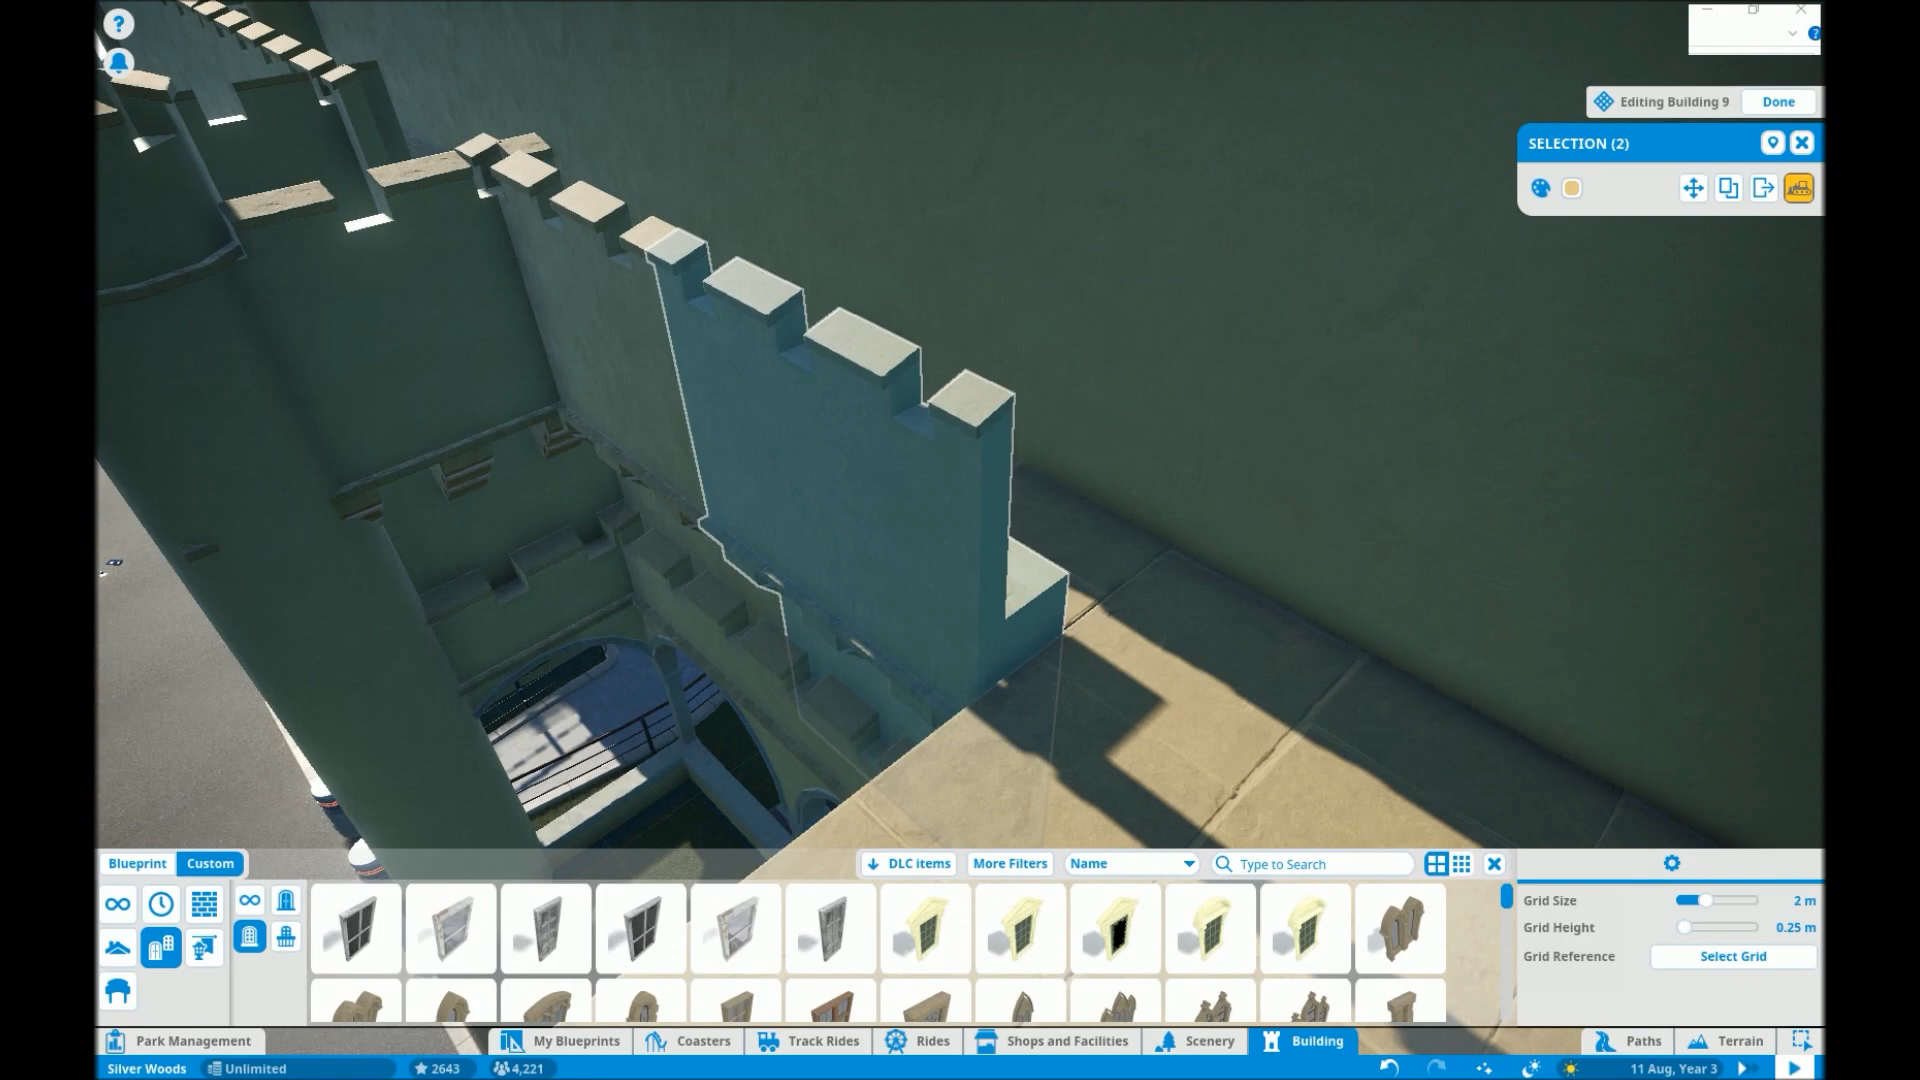 ?
?
Editing Building 9 Done
SELECTION (2)
Blueprint Custom
DLC items More Filters Name Type to Search
Grid Size 2 m
Grid Height 0.25 m
Grid Reference Select Grid
Park Management My Blueprints Coasters Track Rides Rides Shops and Facilities Scenery Building Paths Terrain
Silver Woods Unlimited 2643 4,221 11 Aug, Year 3